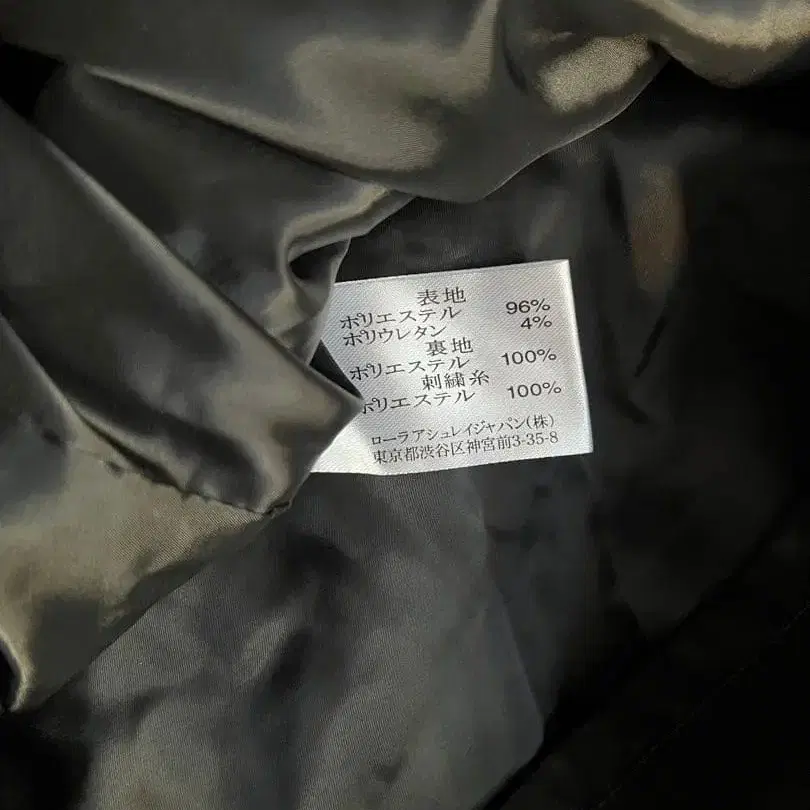 表地
ポリエステル 96%
ポリウレタン 4%
裏地
ポリエステル 100%
刺繍糸
ポリエステル 100%
ローラ アシュレイジャパン(株)
東京都渋谷区神宮前3-35-8